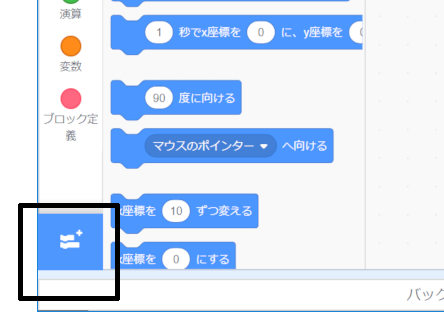 演算
1 秒でx座標を 0 に、y座標を
変数
90 度に向ける
ブロック定
義
マウスのポインター へ向ける
座標を 10 ずつ変える
座標を 0 にする
バック